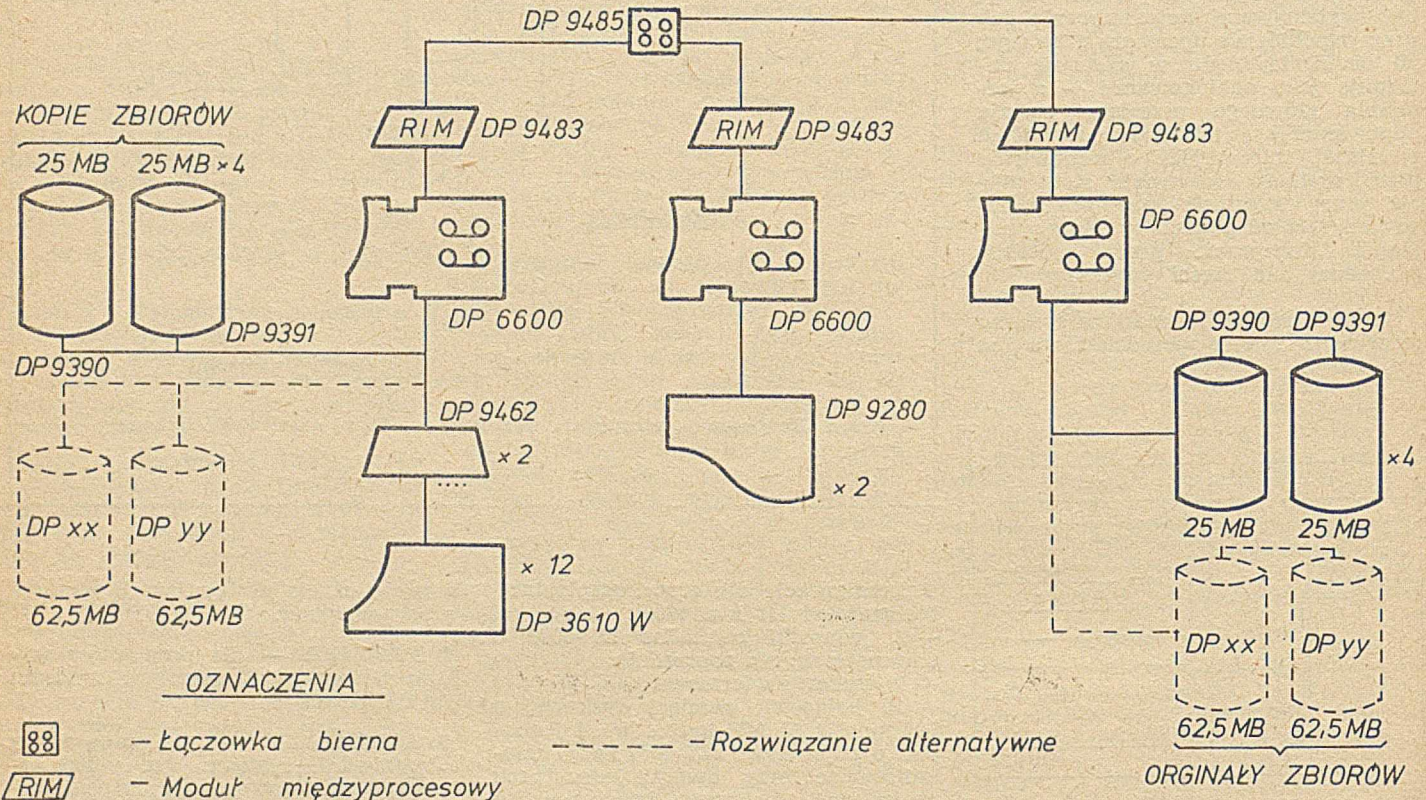 DP 9485
KOPIE ZBIORÓW
25 MB
25 MB × 4
RIM
DP 9483
RIM
DP 9483
RIM
DP 9483
DP 6600
DP 6600
DP 6600
DP 9391
DP 9390
DP 9390
DP 9391
DP 9462
× 2
DP 9280
× 2
× 4
25 MB
25 MB
DP xx
DP yy
62,5 MB
62,5 MB
× 12
DP 3610 W
DP xx
DP yy
62,5 MB
62,5 MB
ORGINAŁY ZBIORÓW
OZNACZENIA
– Łączowka bierna
– Rozwiązanie alternatywne
RIM
– Moduł międzyprocesowy